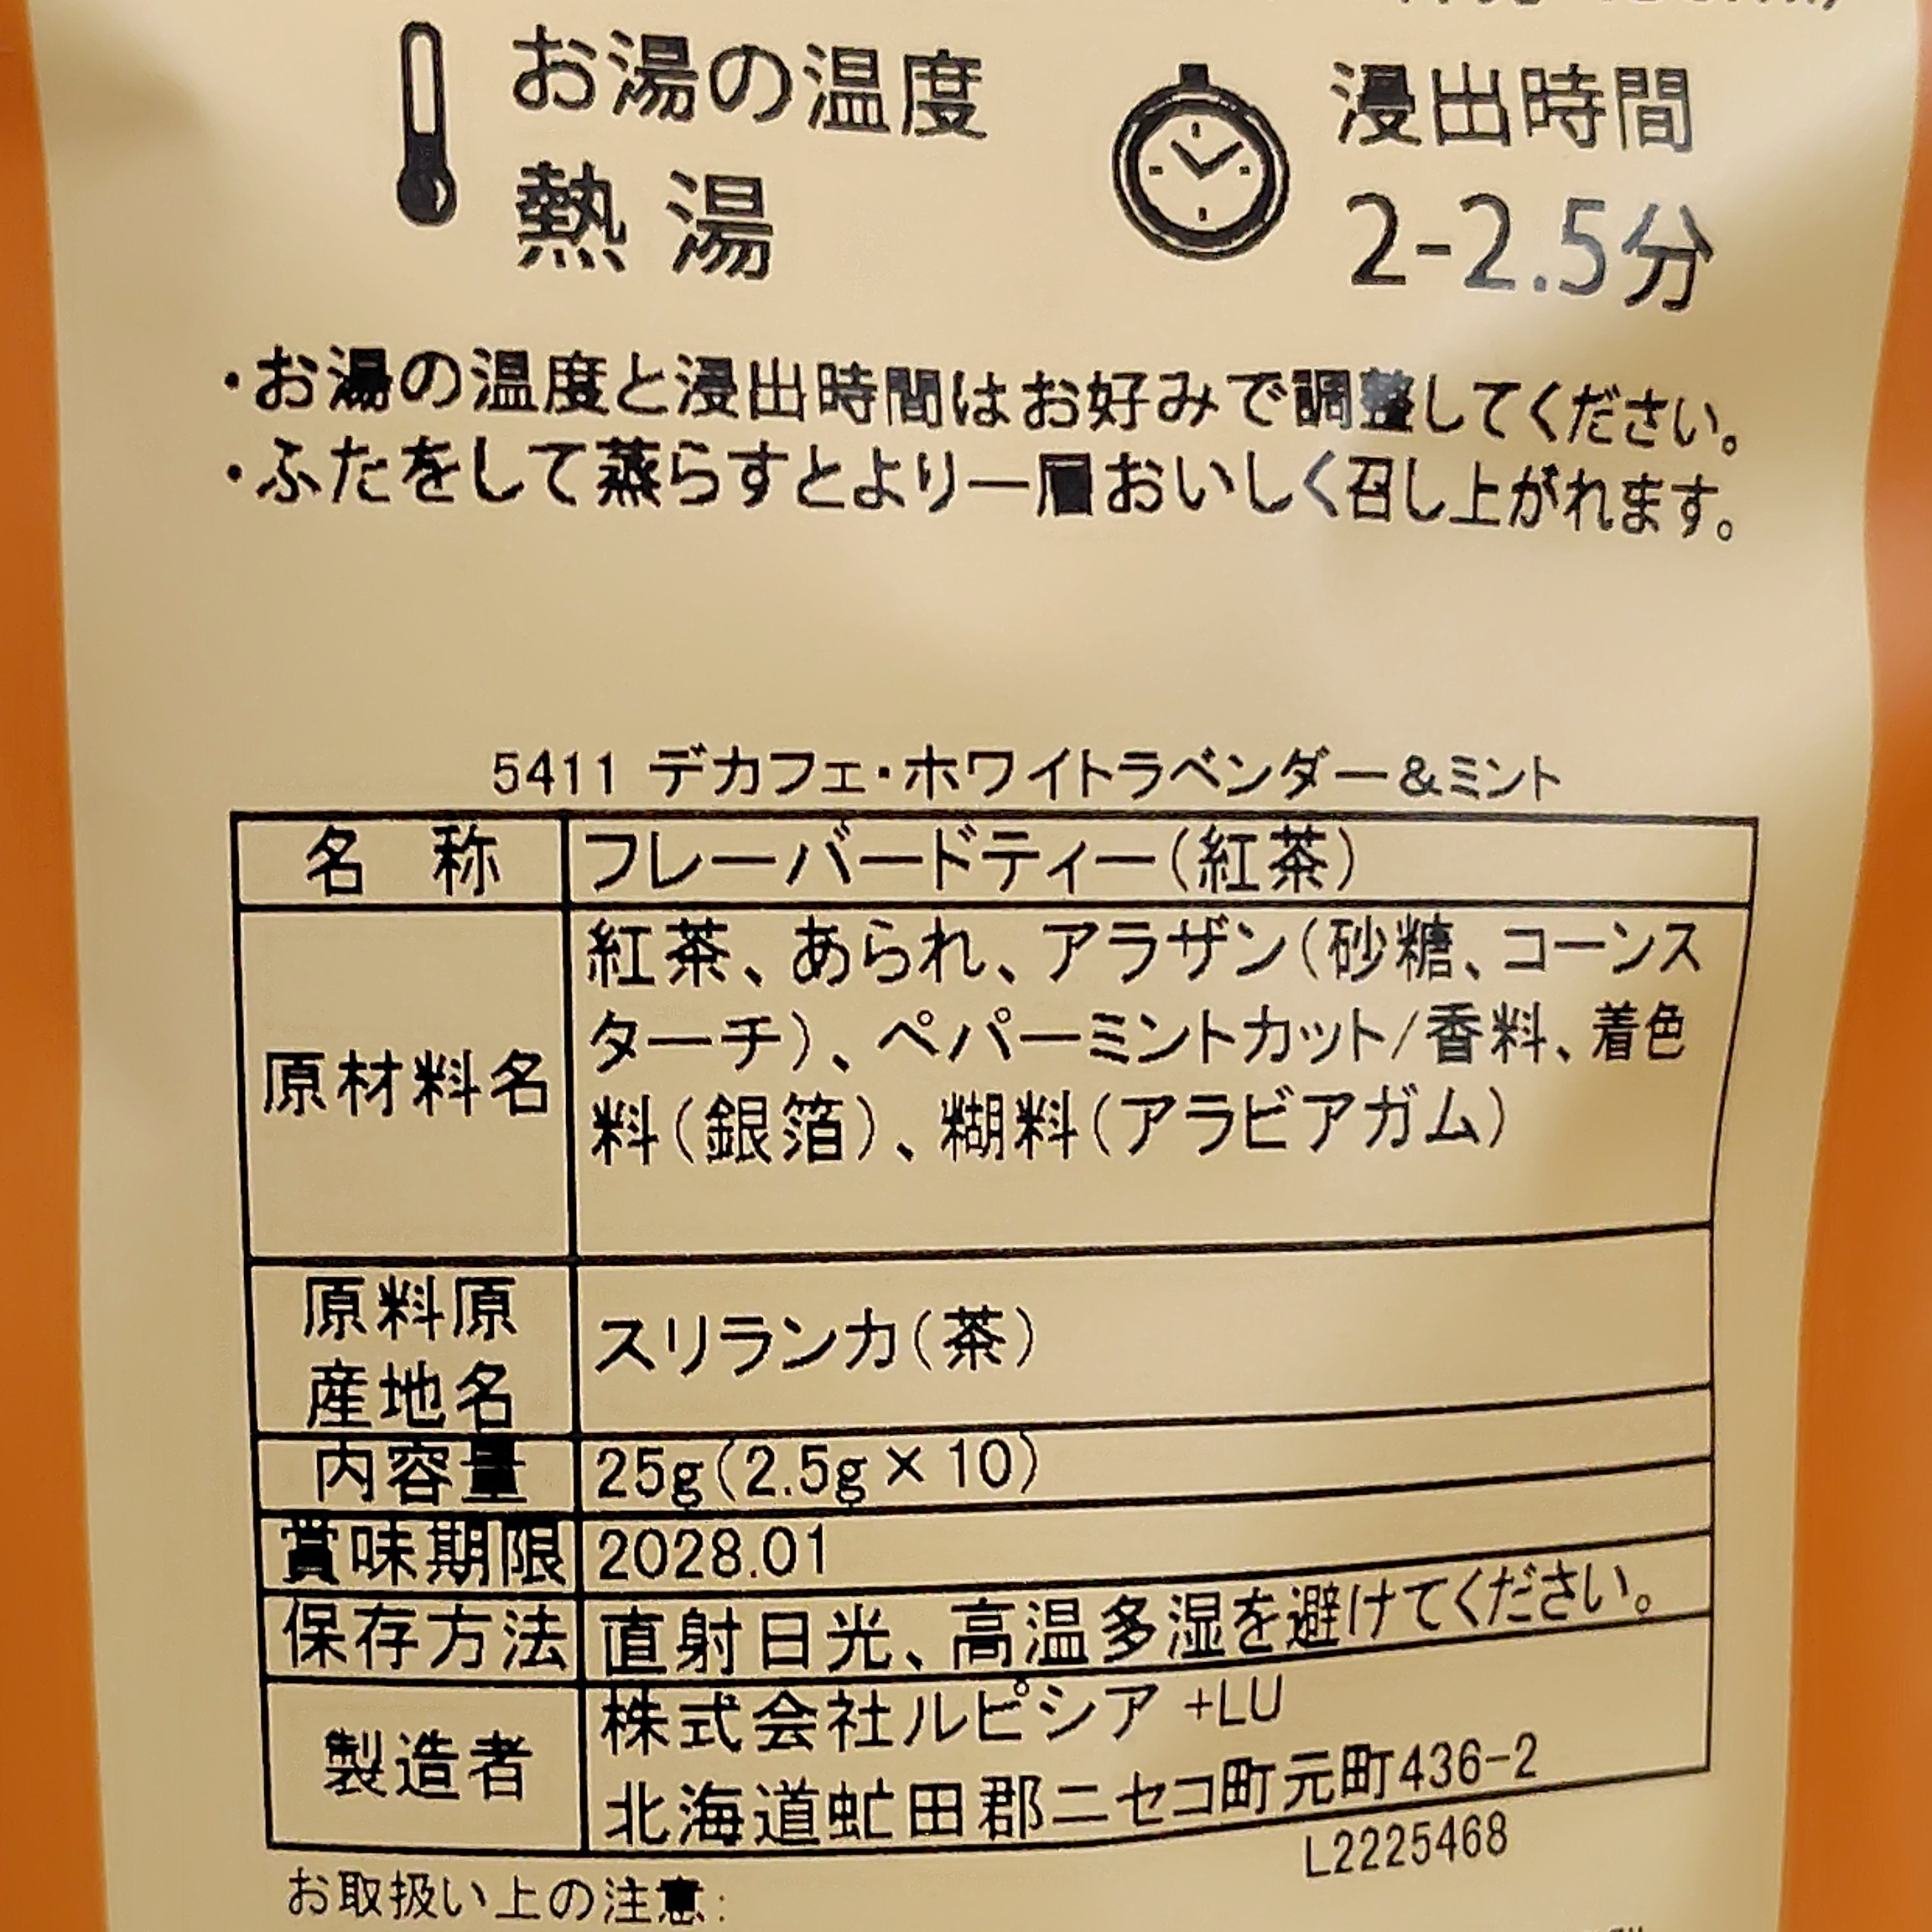 お湯の温度
熱湯
浸出時間
2-2.5分
・お湯の温度と浸出時間はお好みで調整してください。
・ふたをして蒸らすとより一層おいしく召し上がれます。
5411 デカフェ・ホワイトラベンダー&ミント
名 称
フレーバードティー(紅茶)
原材料名
紅茶、あられ、アラザン(砂糖、コーンス
ターチ)、ペパーミントカット/香料、着色
料(銀箔)、糊料(アラビアガム)
原料原
産地名
スリランカ(茶)
内容量
25g(2.5g×10)
賞味期限
2028.01
保存方法
直射日光、高温多湿を避けてください。
製造者
株式会社ルピシア +LU
北海道虻田郡ニセコ町元町436-2
L2225468
お取扱い上の注意: